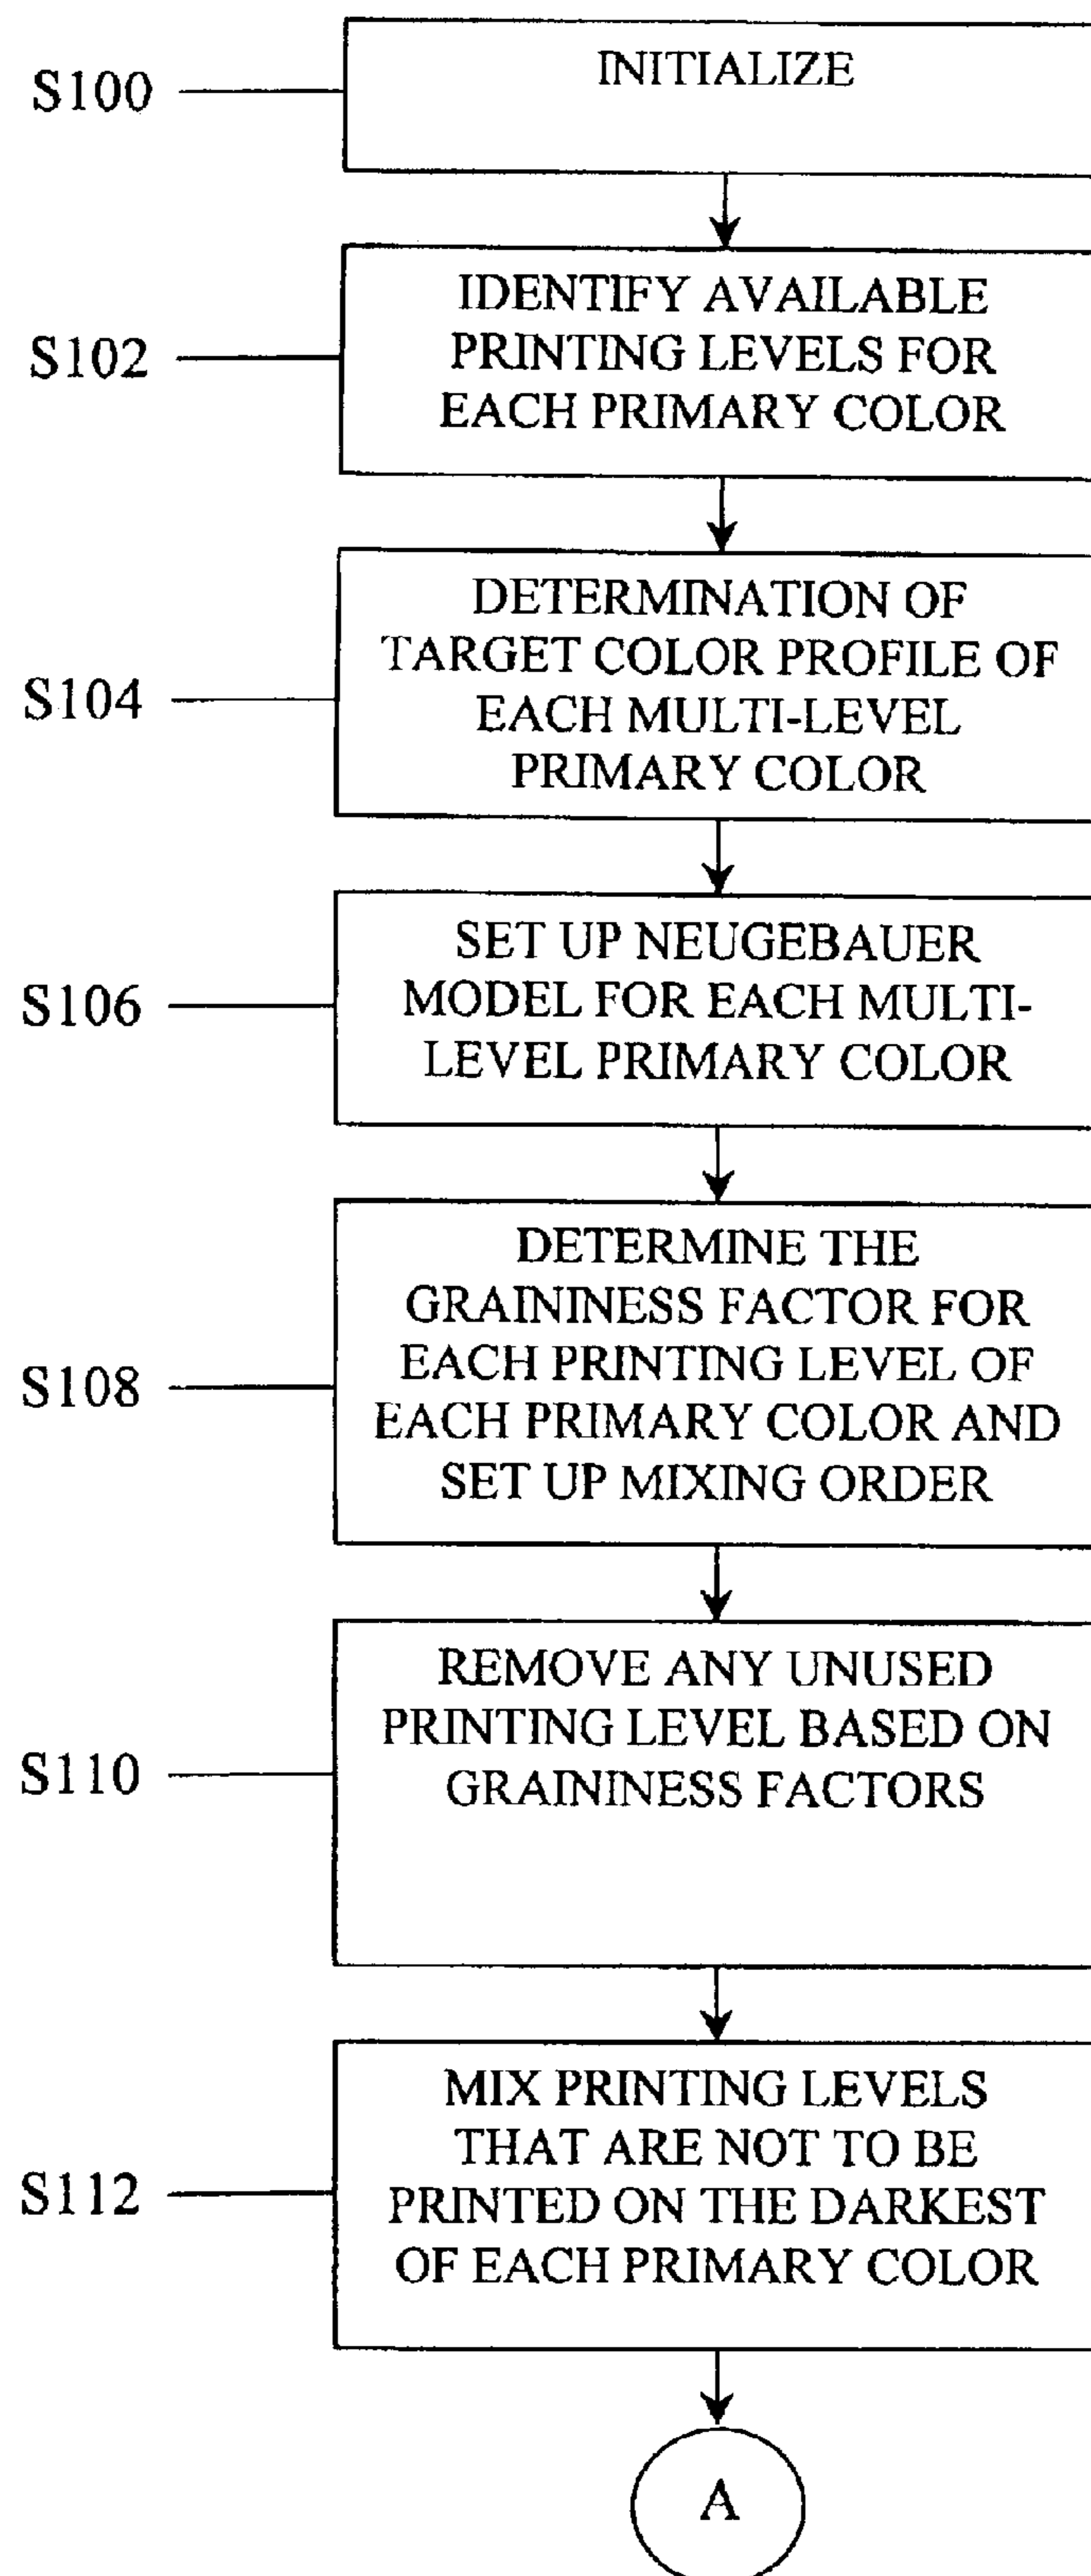 S100
INITIALIZE
S102
IDENTIFY AVAILABLE
PRINTING LEVELS FOR
EACH PRIMARY COLOR
S104
DETERMINATION OF
TARGET COLOR PROFILE OF
EACH MULTI-LEVEL
PRIMARY COLOR
S106
SET UP NEUGEBAUER
MODEL FOR EACH MULTI-
LEVEL PRIMARY COLOR
S108
DETERMINE THE
GRAININESS FACTOR FOR
EACH PRINTING LEVEL OF
EACH PRIMARY COLOR AND
SET UP MIXING ORDER
S110
REMOVE ANY UNUSED
PRINTING LEVEL BASED ON
GRAININESS FACTORS
S112
MIX PRINTING LEVELS
THAT ARE NOT TO BE
PRINTED ON THE DARKEST
OF EACH PRIMARY COLOR
A